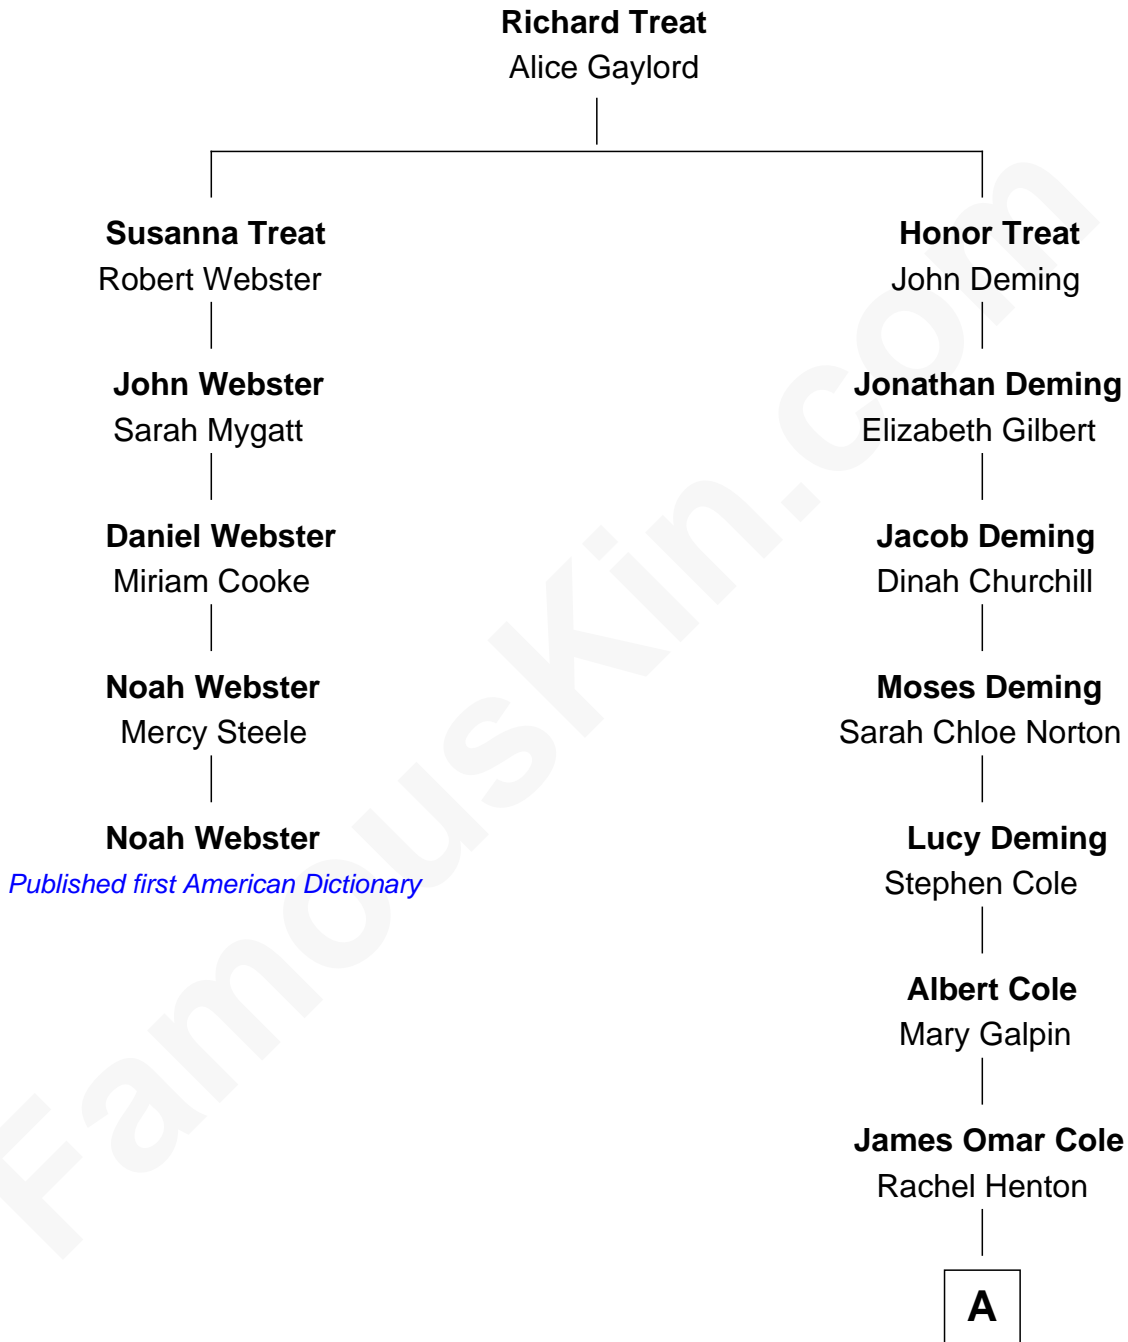 Richard Treat
Alice Gaylord
Susanna Treat
Robert Webster
Honor Treat
John Deming
John Webster
Sarah Mygatt
Jonathan Deming
Elizabeth Gilbert
Daniel Webster
Miriam Cooke
Jacob Deming
Dinah Churchill
Noah Webster
Mercy Steele
Moses Deming
Sarah Chloe Norton
Noah Webster
Published first American Dictionary
Lucy Deming
Stephen Cole
Albert Cole
Mary Galpin
James Omar Cole
Rachel Henton
A
FamousKin.com